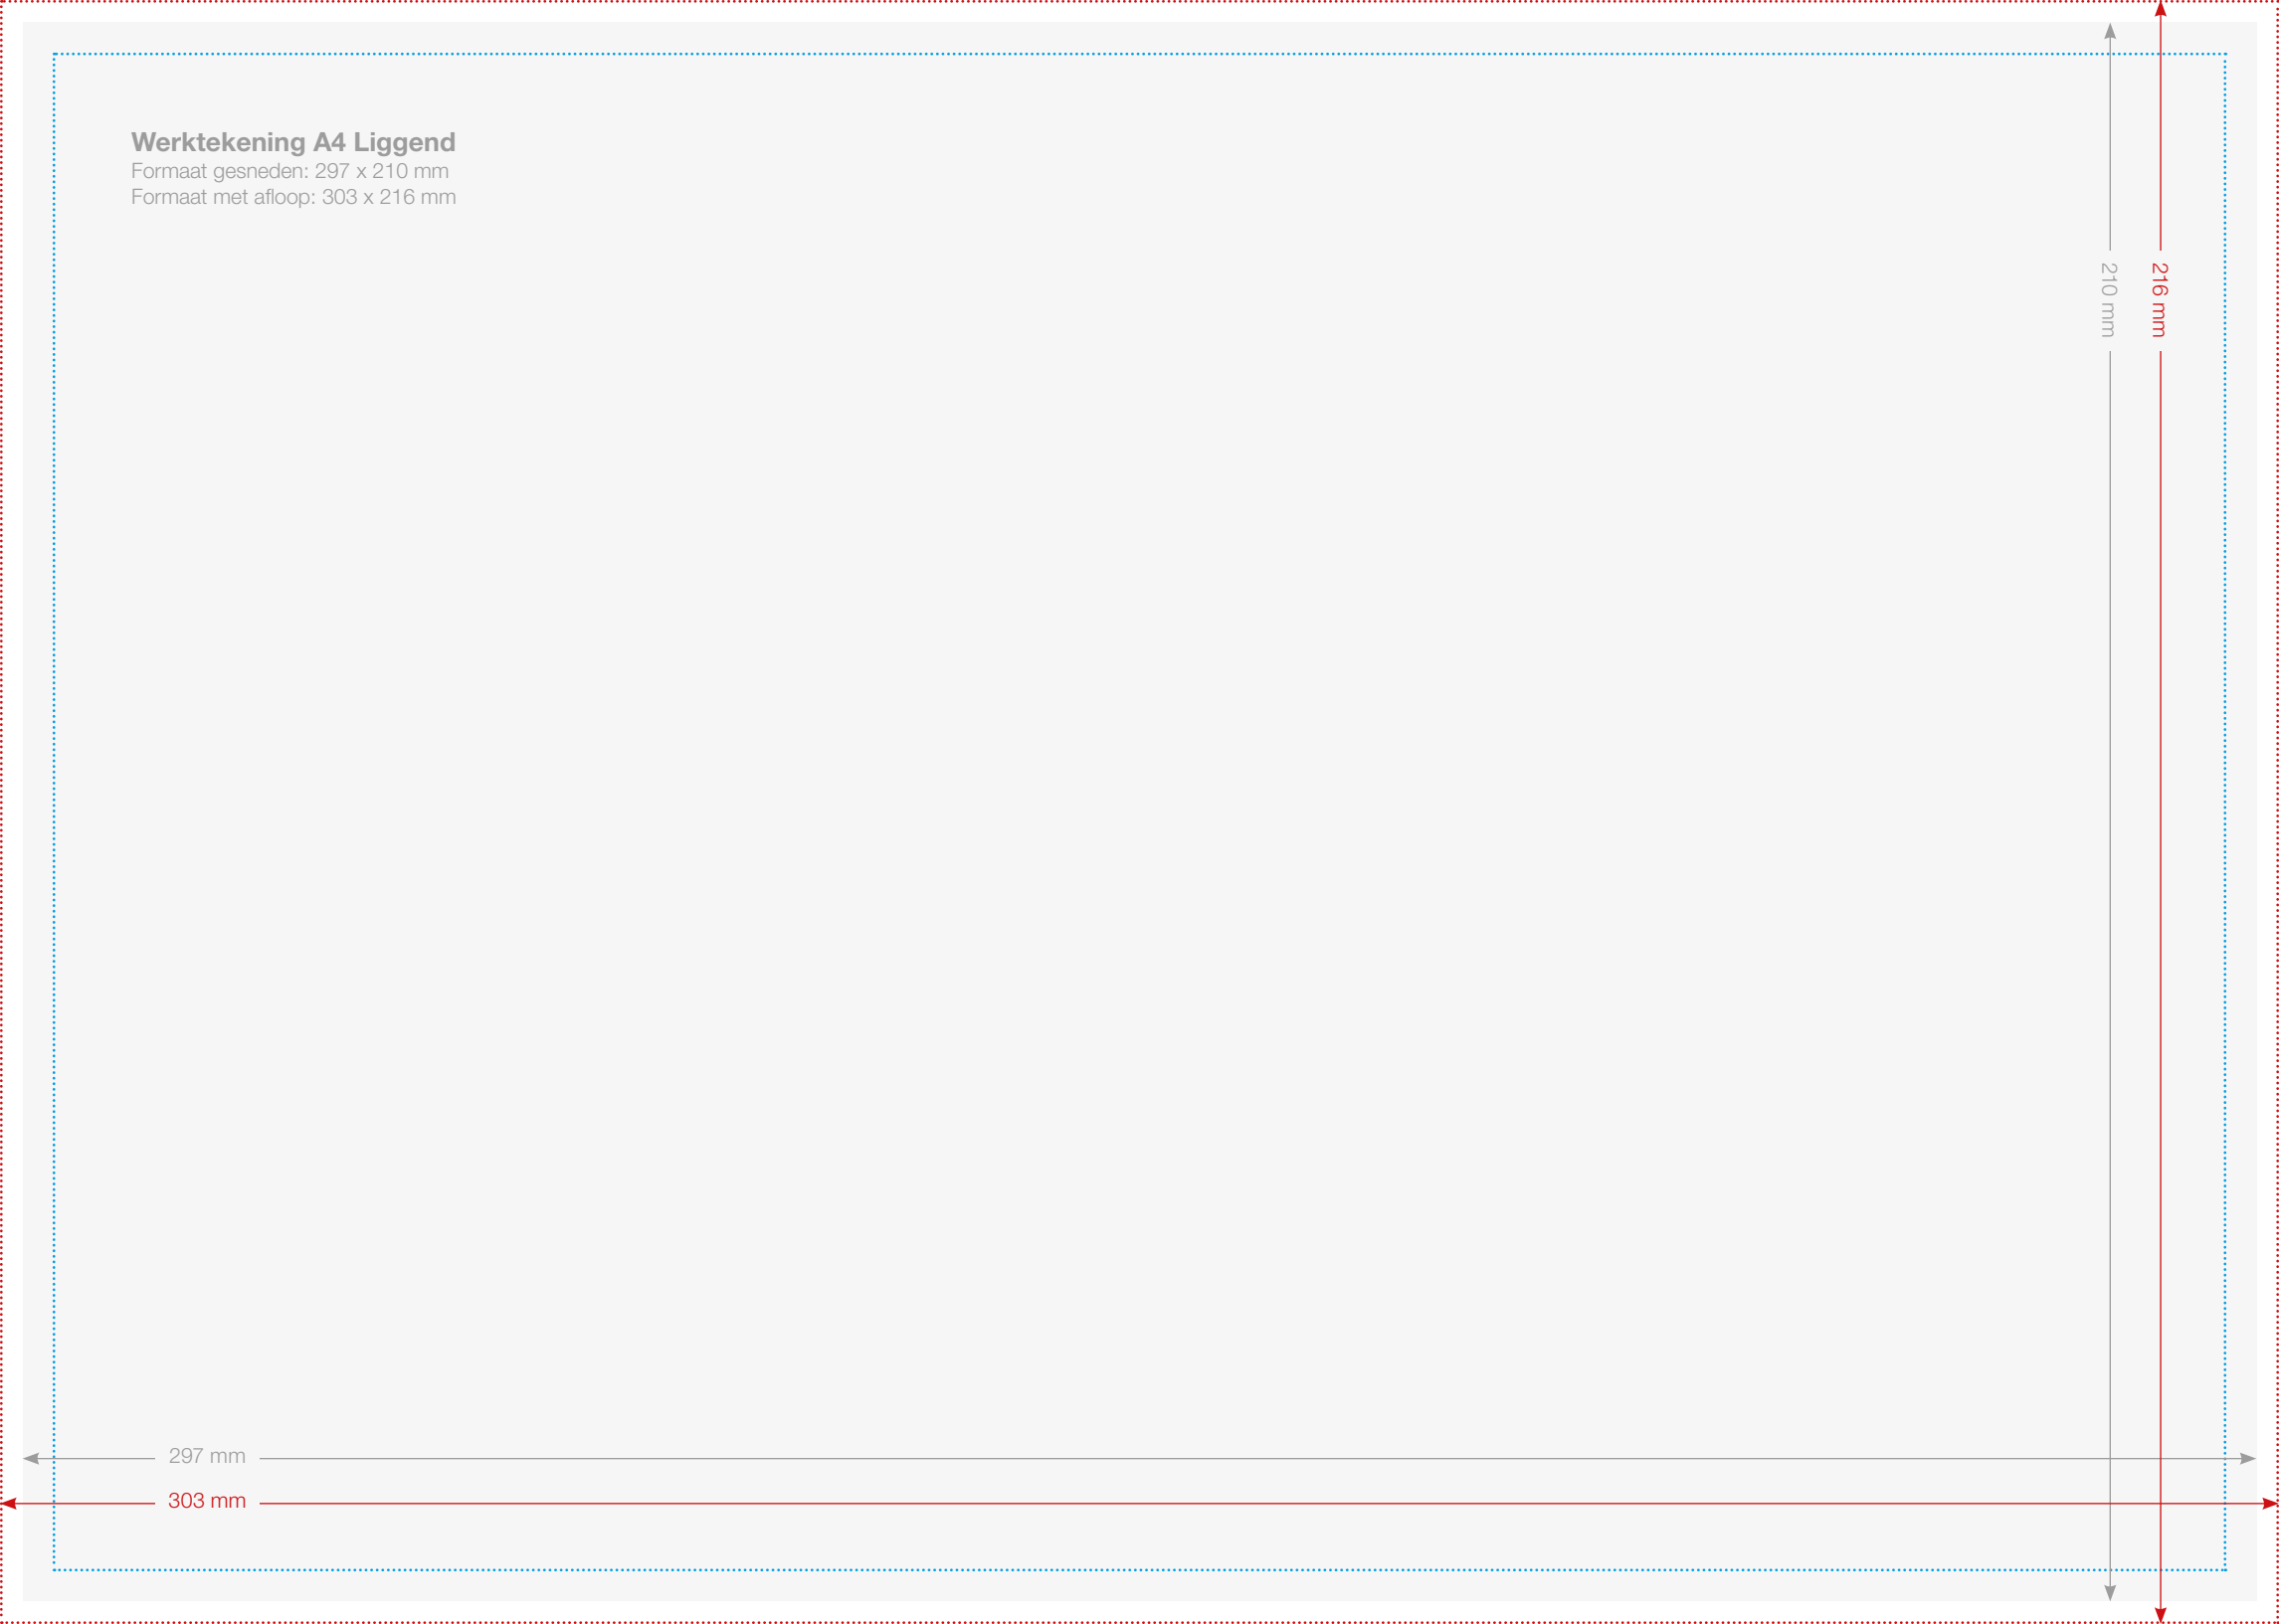 Werktekening A4 Liggend
Formaat gesneden: 297 x 210 mm
Formaat met afloop: 303 x 216 mm
210 mm
216 mm
297 mm
303 mm